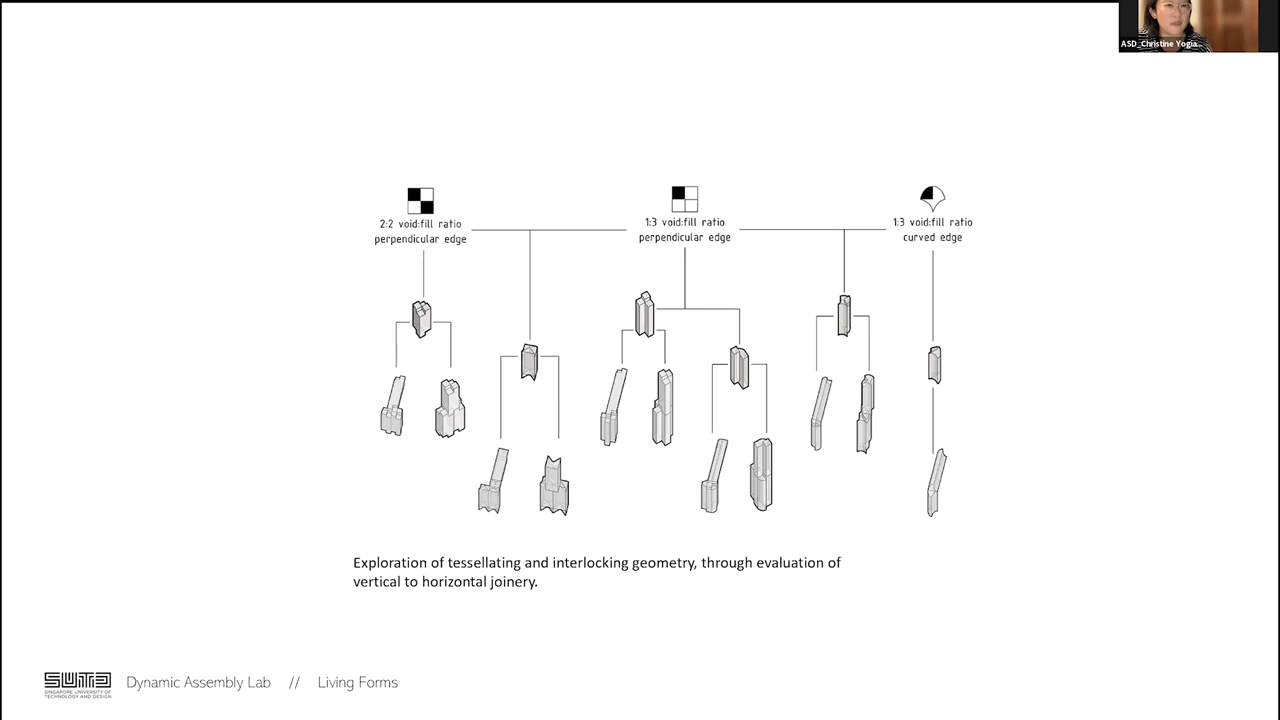 ASD_Christine Yogia...
2:2 void:fill ratio
perpendicular edge
1:3 void:fill ratio
perpendicular edge
1:3 void:fill ratio
curved edge
Exploration of tessellating and interlocking geometry, through evaluation of
vertical to horizontal joinery.
SUTD
SINGAPORE UNIVERSITY OF
TECHNOLOGY AND DESIGN
Dynamic Assembly Lab // Living Forms